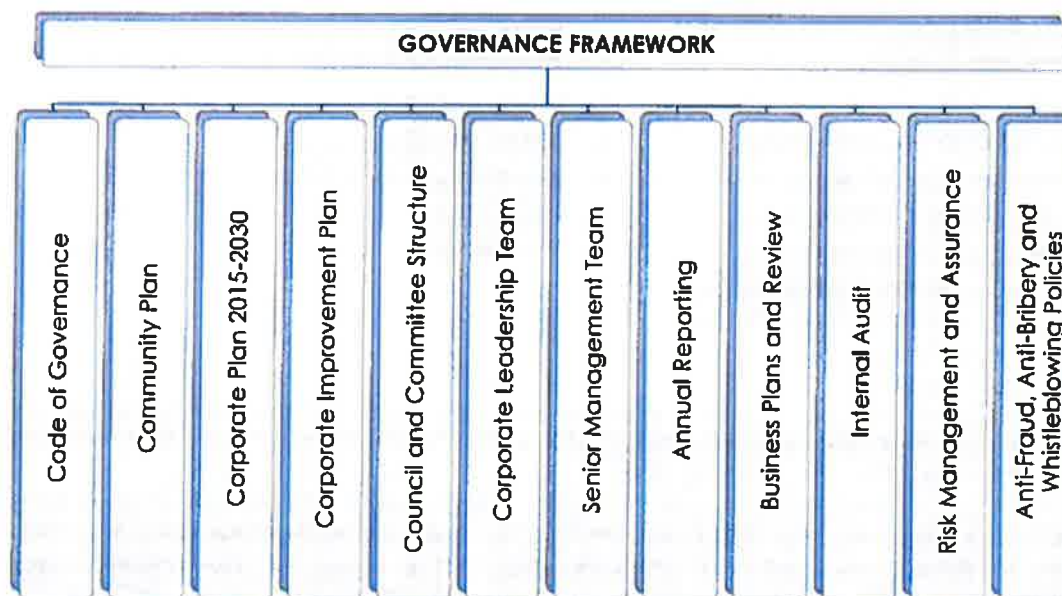 GOVERNANCE FRAMEWORK
Code of Governance
Community Plan
Corporate Plan 2015-2030
Corporate Improvement Plan
Council and Committee Structure
Corporate Leadership Team
Senior Management Team
Annual Reporting
Business Plans and Review
Internal Audit
Risk Management and Assurance
Anti-Fraud, Anti-Bribery and
Whistleblowing Policies